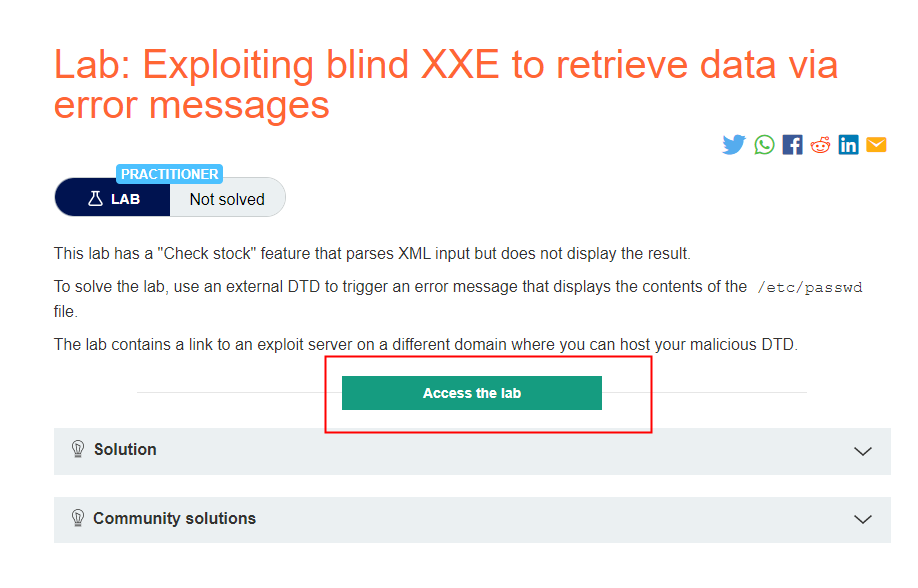 Lab: Exploiting blind XXE to retrieve data via
error messages
PRACTITIONER
LAB
Not solved
This lab has a "Check stock" feature that parses XML input but does not display the result.
To solve the lab, use an external DTD to trigger an error message that displays the contents of the /etc/passwd
file.
The lab contains a link to an exploit server on a different domain where you can host your malicious DTD.
Access the lab
Solution
Community solutions